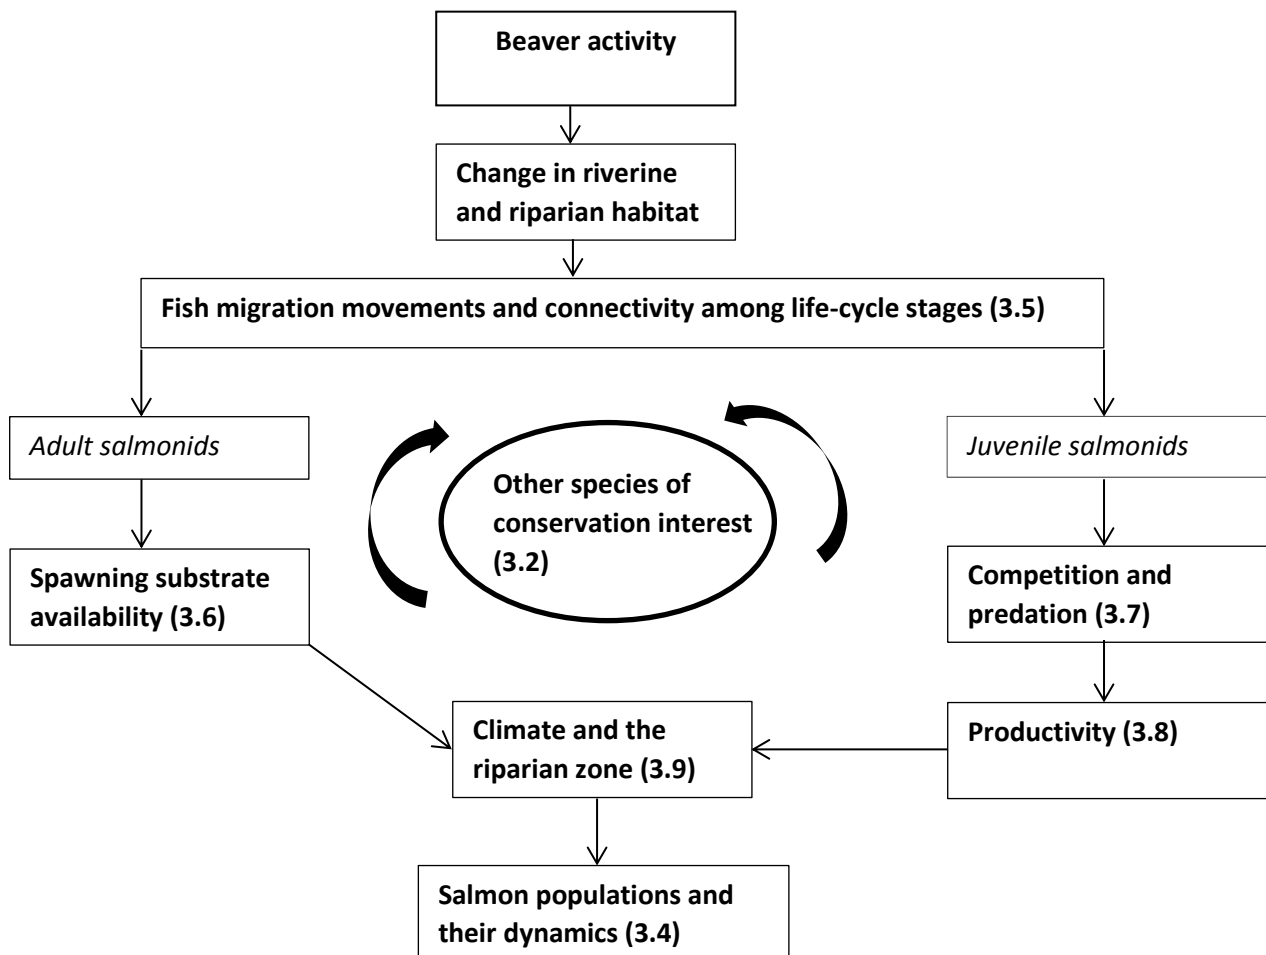 Beaver activity
Change in riverine
and riparian habitat
Fish migration movements and connectivity among life-cycle stages (3.5)
Adult salmonids
Juvenile salmonids
Other species of
conservation interest
(3.2)
Spawning substrate
availability (3.6)
Competition and
predation (3.7)
Climate and the
riparian zone (3.9)
Productivity (3.8)
Salmon populations and
their dynamics (3.4)